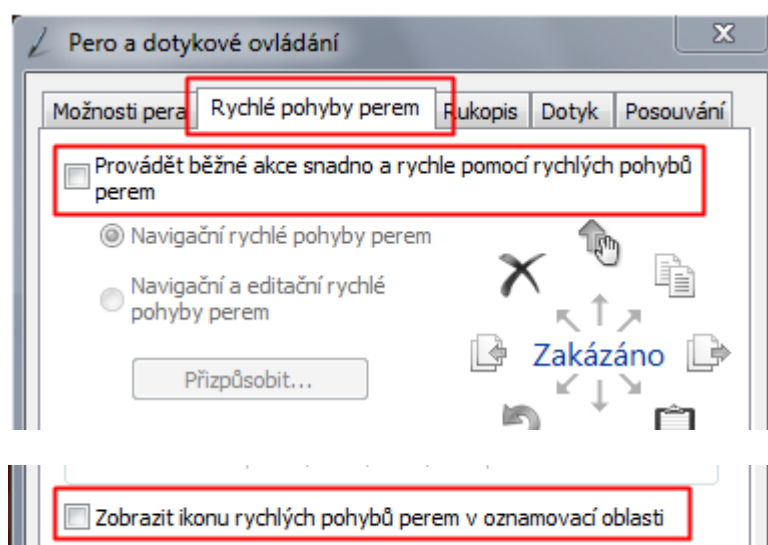 Pero a dotykové ovládání
Možnosti pera Rychlé pohyby perem Rukopis Dotyk Posouvání
Provádět běžné akce snadno a rychle pomocí rychlých pohybů
perem
Navigační rychlé pohyby perem
Navigační a editační rychlé
pohyby perem
Zakázáno
Přizpůsobit...
Zobrazit ikonu rychlých pohybů perem v oznamovací oblasti